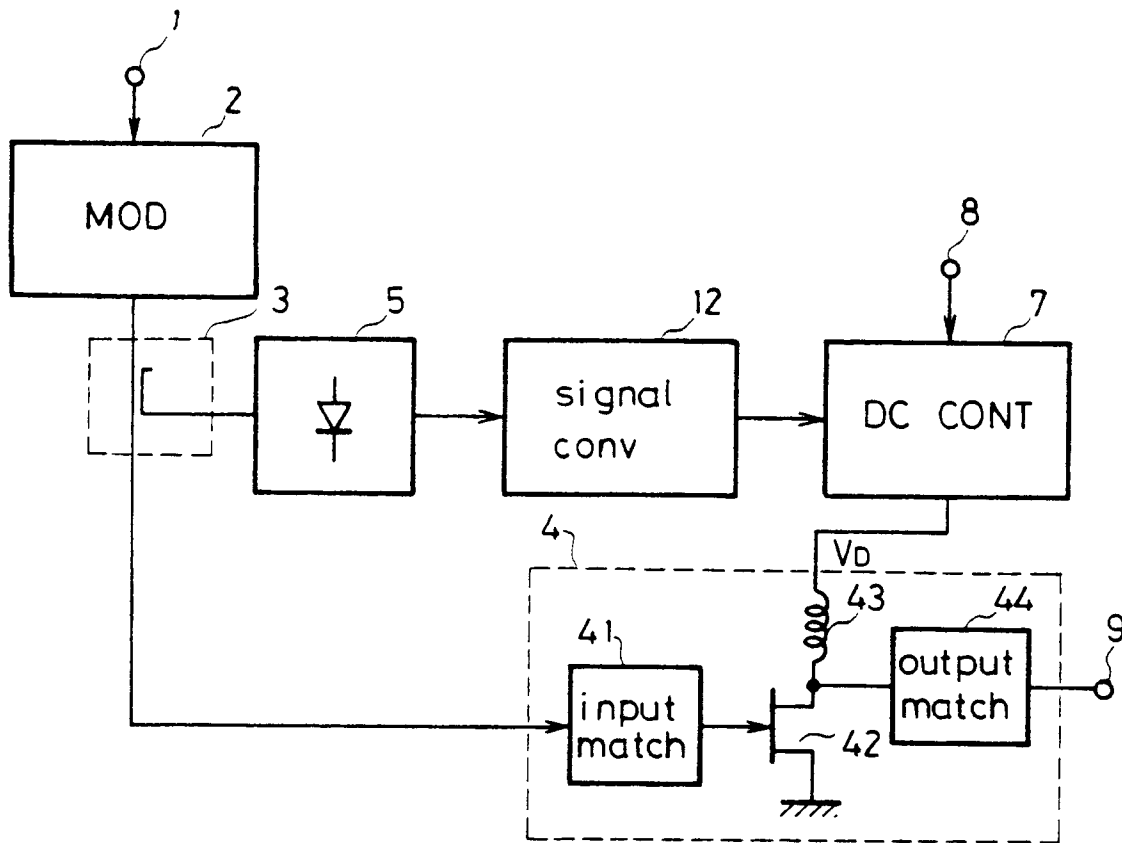 1
2
MOD
8
3
5
12
7
signal
conv
DC CONT
4
VD
43
44
41
output
match
9
input
match
42